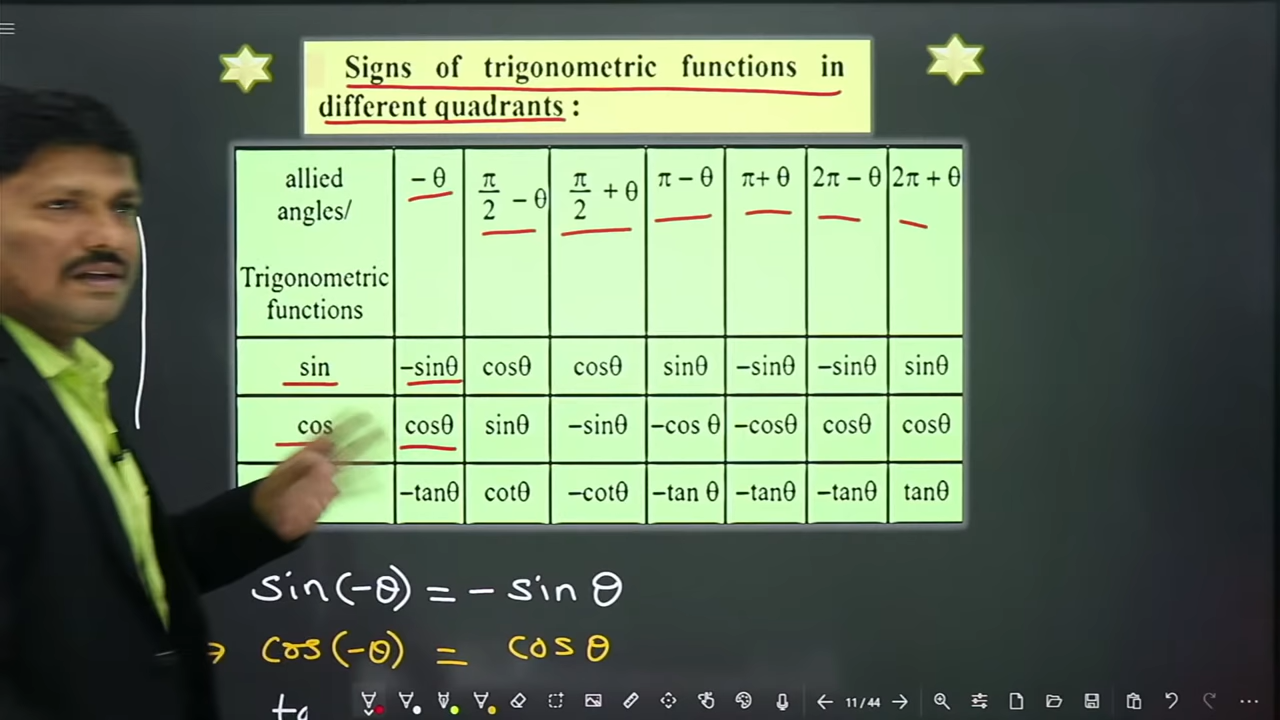 Signs of trigonometric functions in
different quadrants :
allied
angles/
Trigonometric
functions
− θ
π/2 − θ
π/2 + θ
π − θ
π+ θ
2π − θ
2π + θ
sin −sinθ cosθ cosθ sinθ −sinθ −sinθ sinθ
cos cosθ sinθ −sinθ −cos θ −cosθ cosθ cosθ
−tanθ cotθ −cotθ −tan θ −tanθ −tanθ tanθ
sin(-θ) = - sin θ
cos(-θ) = cos θ
11/44